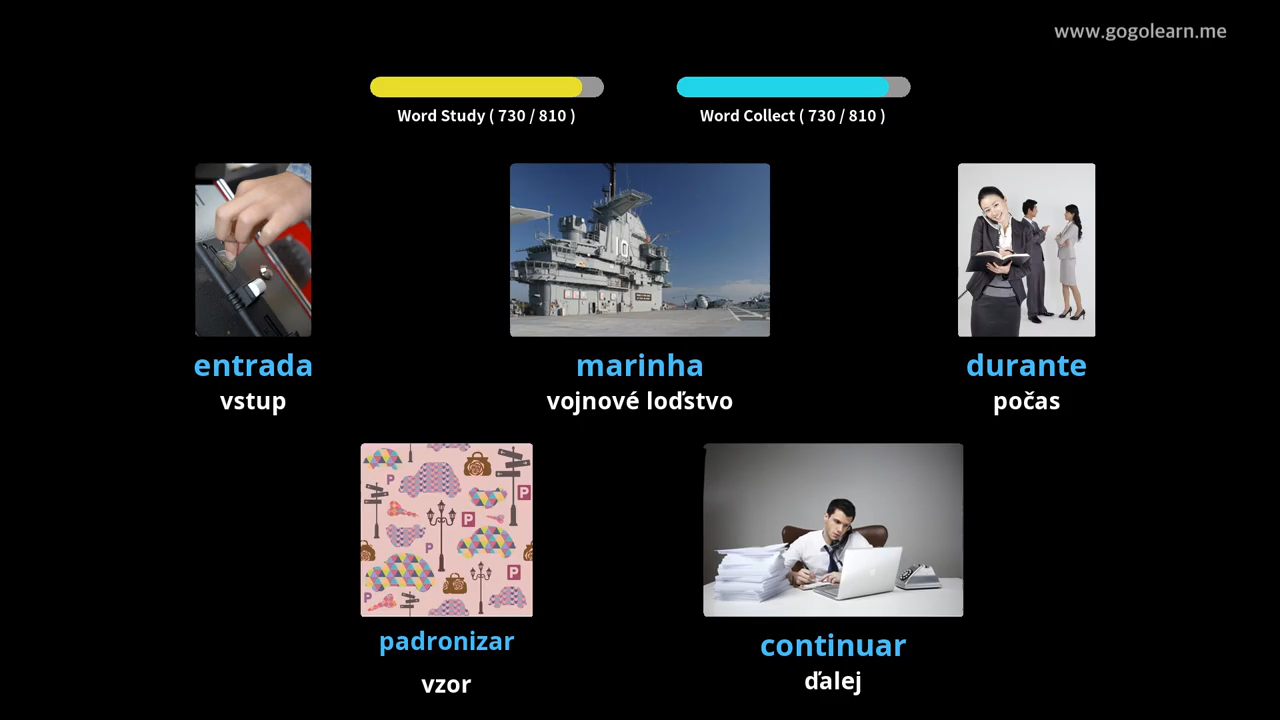 www.gogolearn.me
Word Study ( 730 / 810 )
Word Collect ( 730 / 810 )
10
entrada
marinha
durante
vstup
vojnové loďstvo
počas
P
P
P
P
P
P
padronizar
continuar
vzor
ďalej